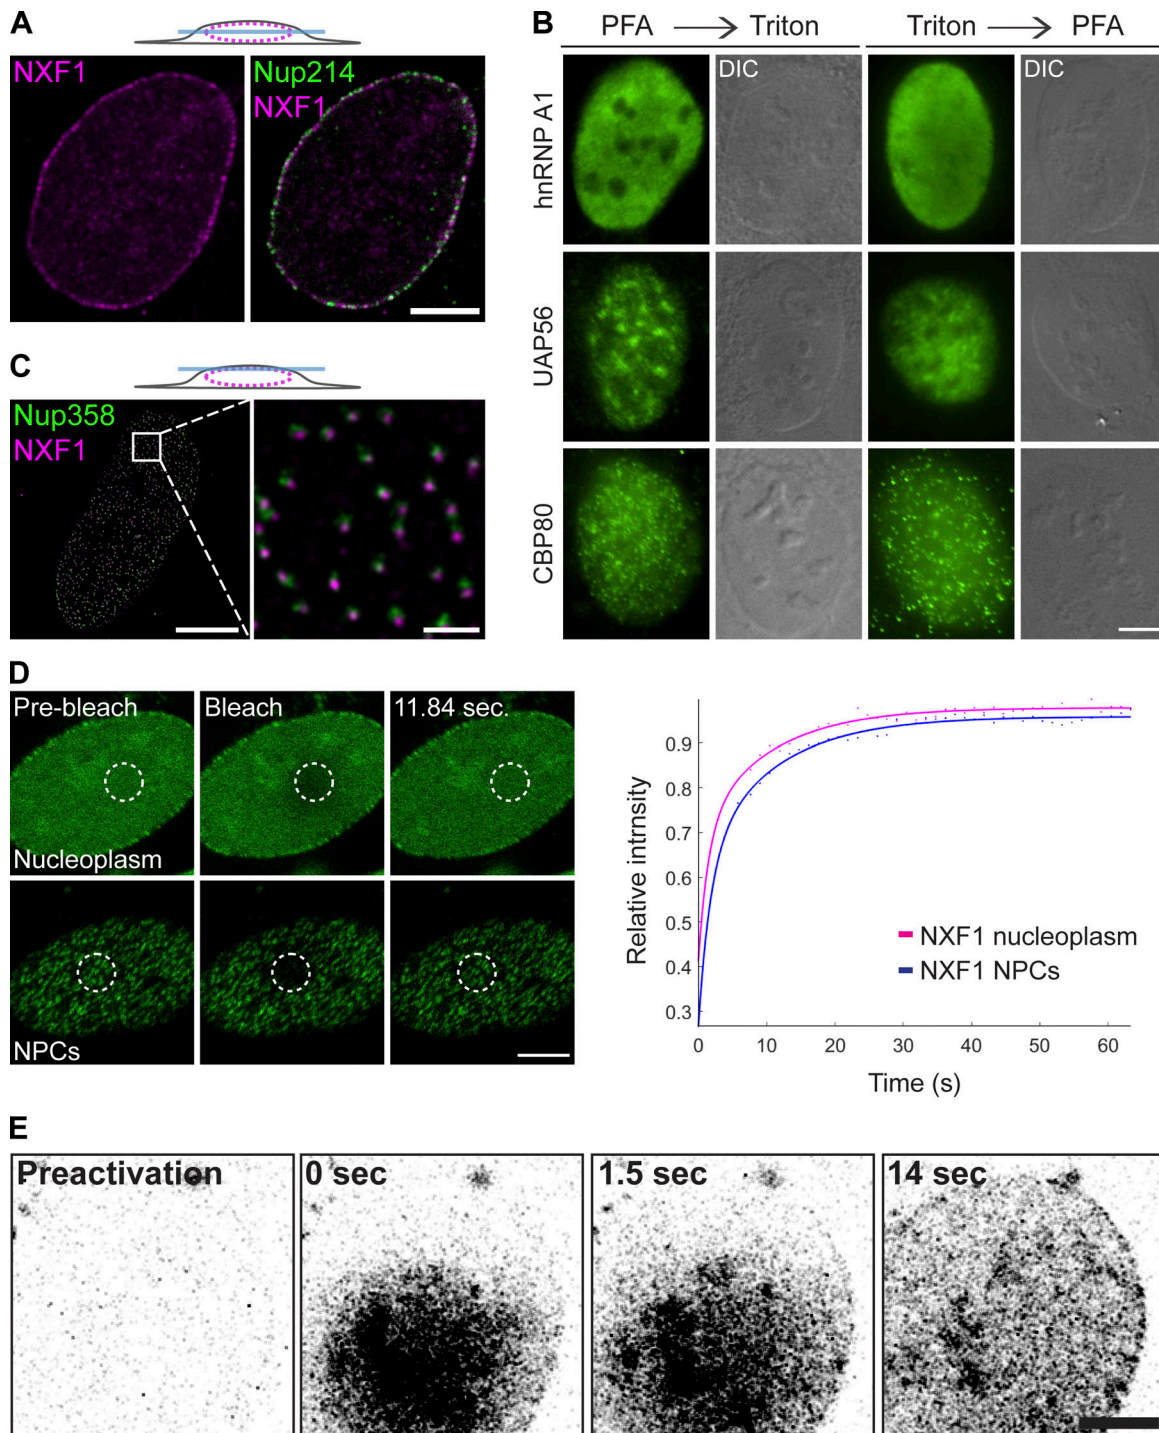 A
NXF1
Nup214
NXF1
B
PFA
Triton
Triton
PFA
DIC
DIC
hnRNP A1
UAP56
CBP80
C
Nup358
NXF1
D
Pre-bleach
Bleach
11.84 sec.
Nucleoplasm
NPCs
Relative intrnsity
0.9
0.8
0.7
0.6
0.5
0.4
0.3
0
10
20
30
40
50
60
Time (s)
NXF1 nucleoplasm
NXF1 NPCs
E
Preactivation
0 sec
1.5 sec
14 sec